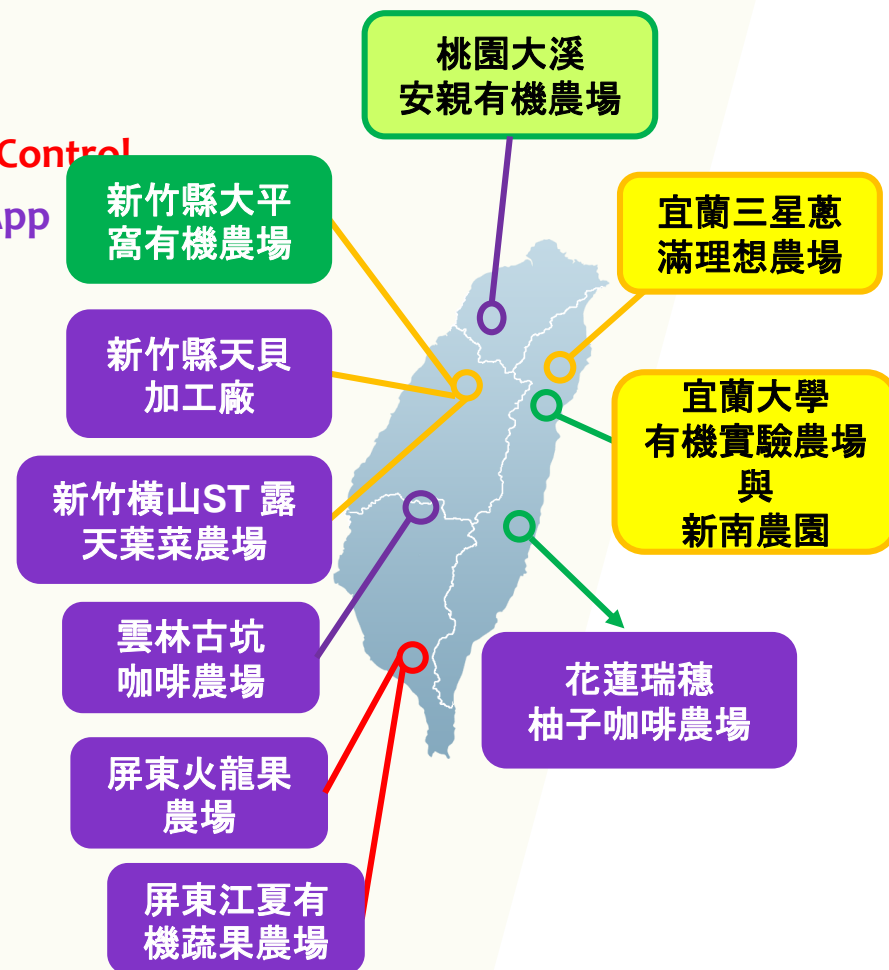 桃園大溪
安親有機農場
Control
App
新竹縣大平
窩有機農場
宜蘭三星蔥
滿理想農場
新竹縣天貝
加工廠
宜蘭大學
有機實驗農場
與
新南農園
新竹橫山ST 露
天葉菜農場
雲林古坑
咖啡農場
花蓮瑞穗
柚子咖啡農場
屏東火龍果
農場
屏東江夏有
機蔬果農場